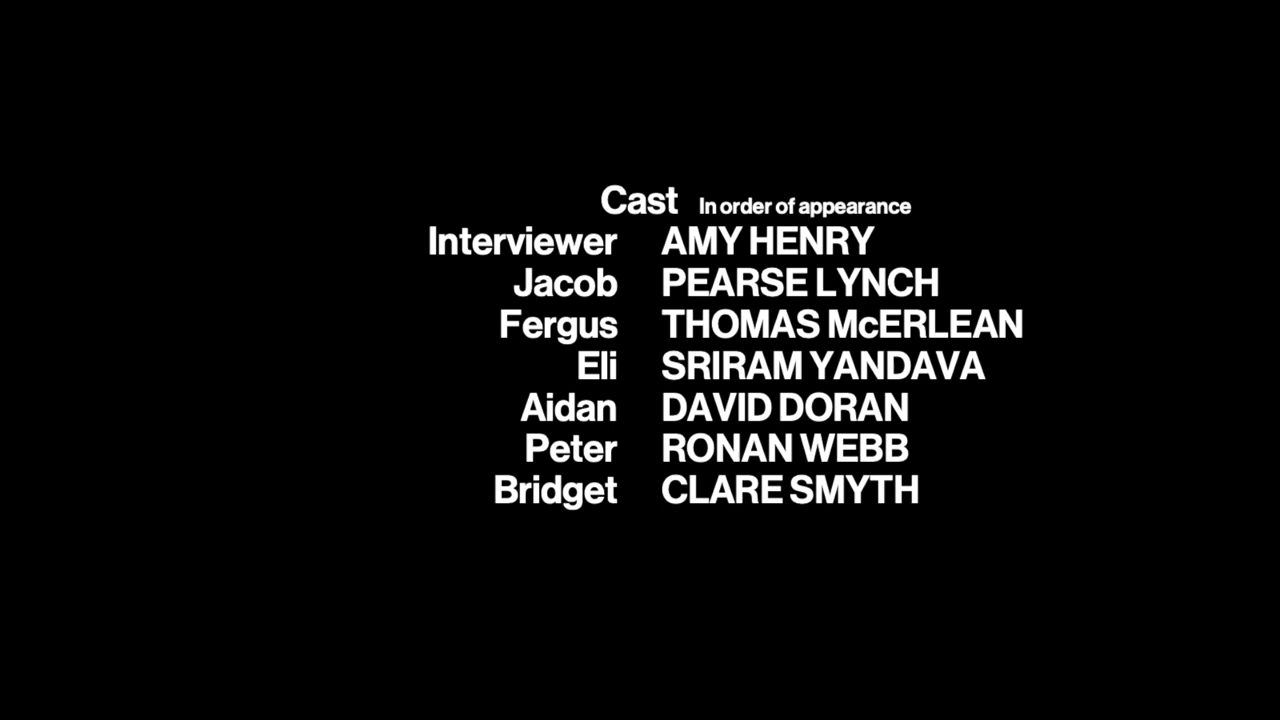 Cast In order of appearance
Interviewer AMY HENRY
Jacob PEARSE LYNCH
Fergus THOMAS McERLEAN
Eli SRIRAM YANDAVA
Aidan DAVID DORAN
Peter RONAN WEBB
Bridget CLARE SMYTH